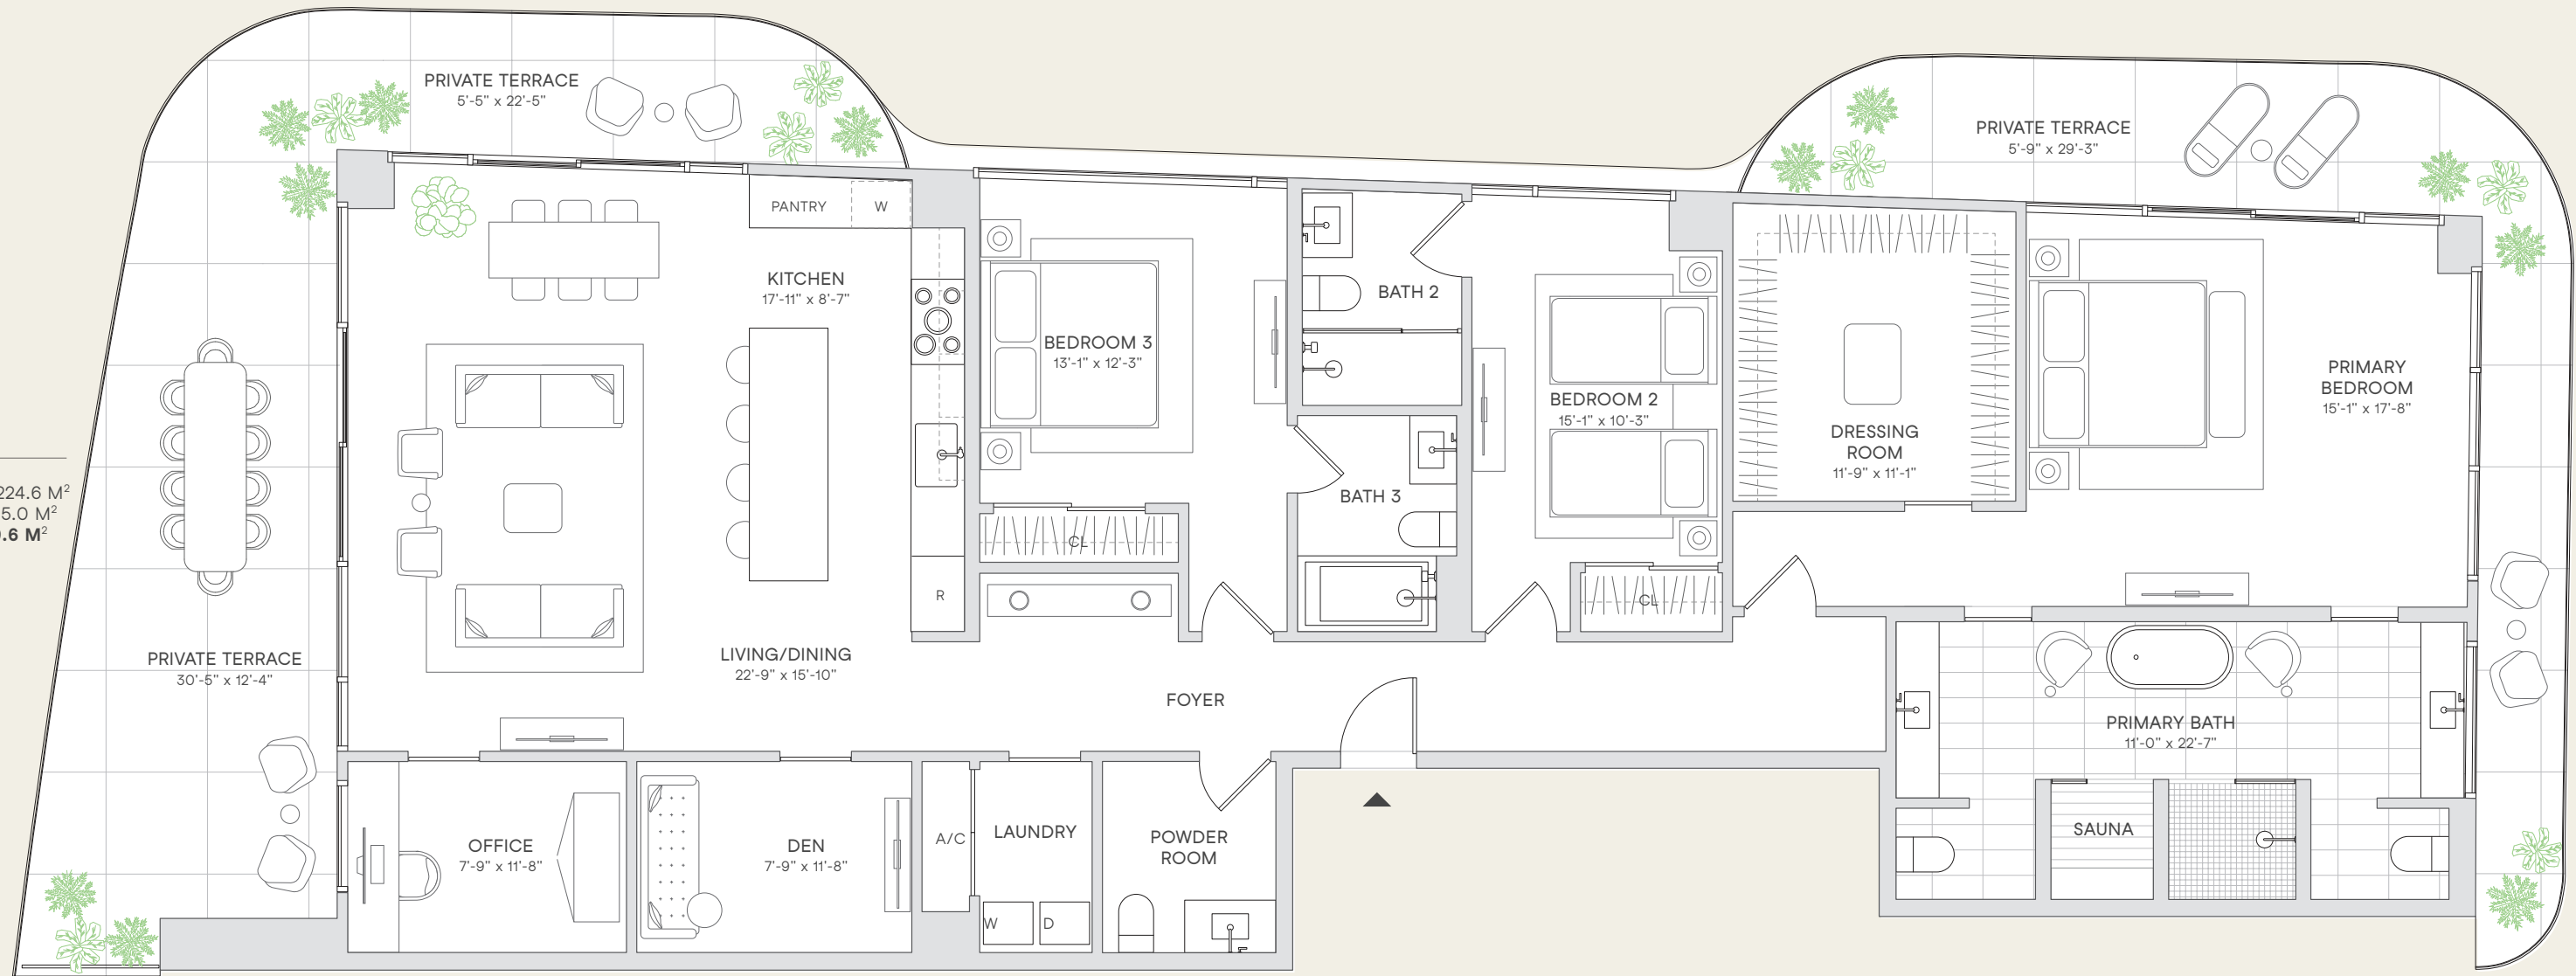 PRIVATE TERRACE
5'-5" x 22'-5"
PRIVATE TERRACE
5'-9" x 29'-3"
PANTRY
W
KITCHEN
17'-11" x 8'-7"
BATH 2
BEDROOM 3
13'-1" x 12'-3"
BEDROOM 2
15'-1" x 10'-3"
PRIMARY
BEDROOM
15'-1" x 17'-8"
DRESSING
ROOM
11'-9" x 11'-1"
224.6 M²
5.0 M²
.6 M²
BATH 3
CL
CL
R
PRIVATE TERRACE
30'-5" x 12'-4"
LIVING/DINING
22'-9" x 15'-10"
FOYER
PRIMARY BATH
11'-0" x 22'-7"
OFFICE
7'-9" x 11'-8"
DEN
7'-9" x 11'-8"
A/C
LAUNDRY
POWDER
ROOM
SAUNA
W
D